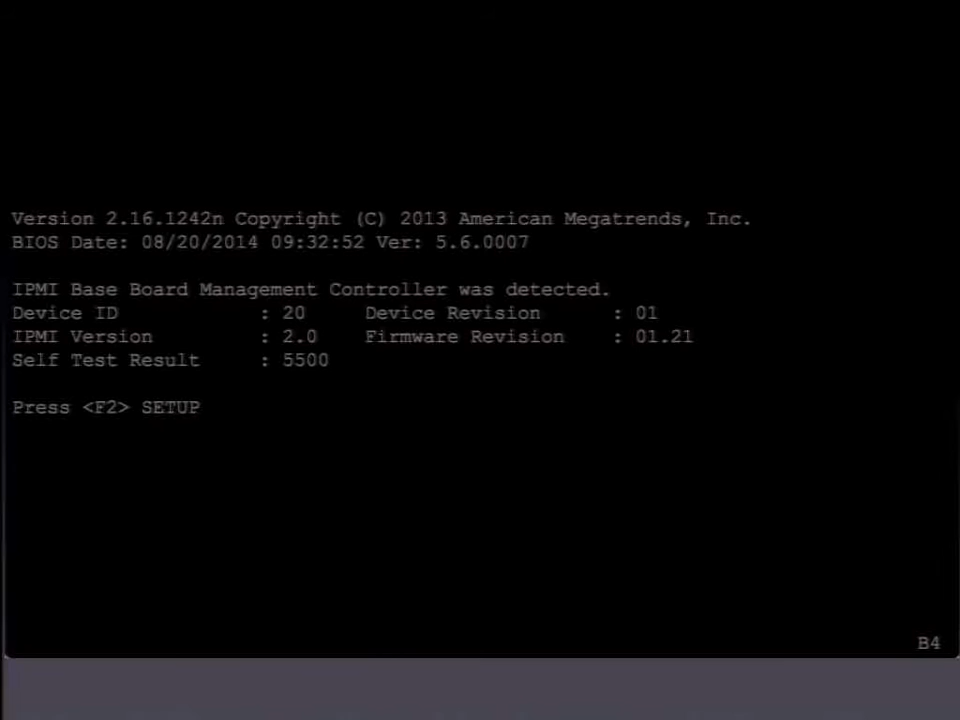 Version 2.16.1242n Copyright (C) 2013 American Megatrends, Inc.
BIOS Date: 08/20/2014 09:32:52 Ver: 5.6.0007
IPMI Base Board Management Controller was detected.
Device ID : 20 Device Revision : 01
IPMI Version : 2.0 Firmware Revision : 01.21
Self Test Result : 5500
Press <F2> SETUP
B4